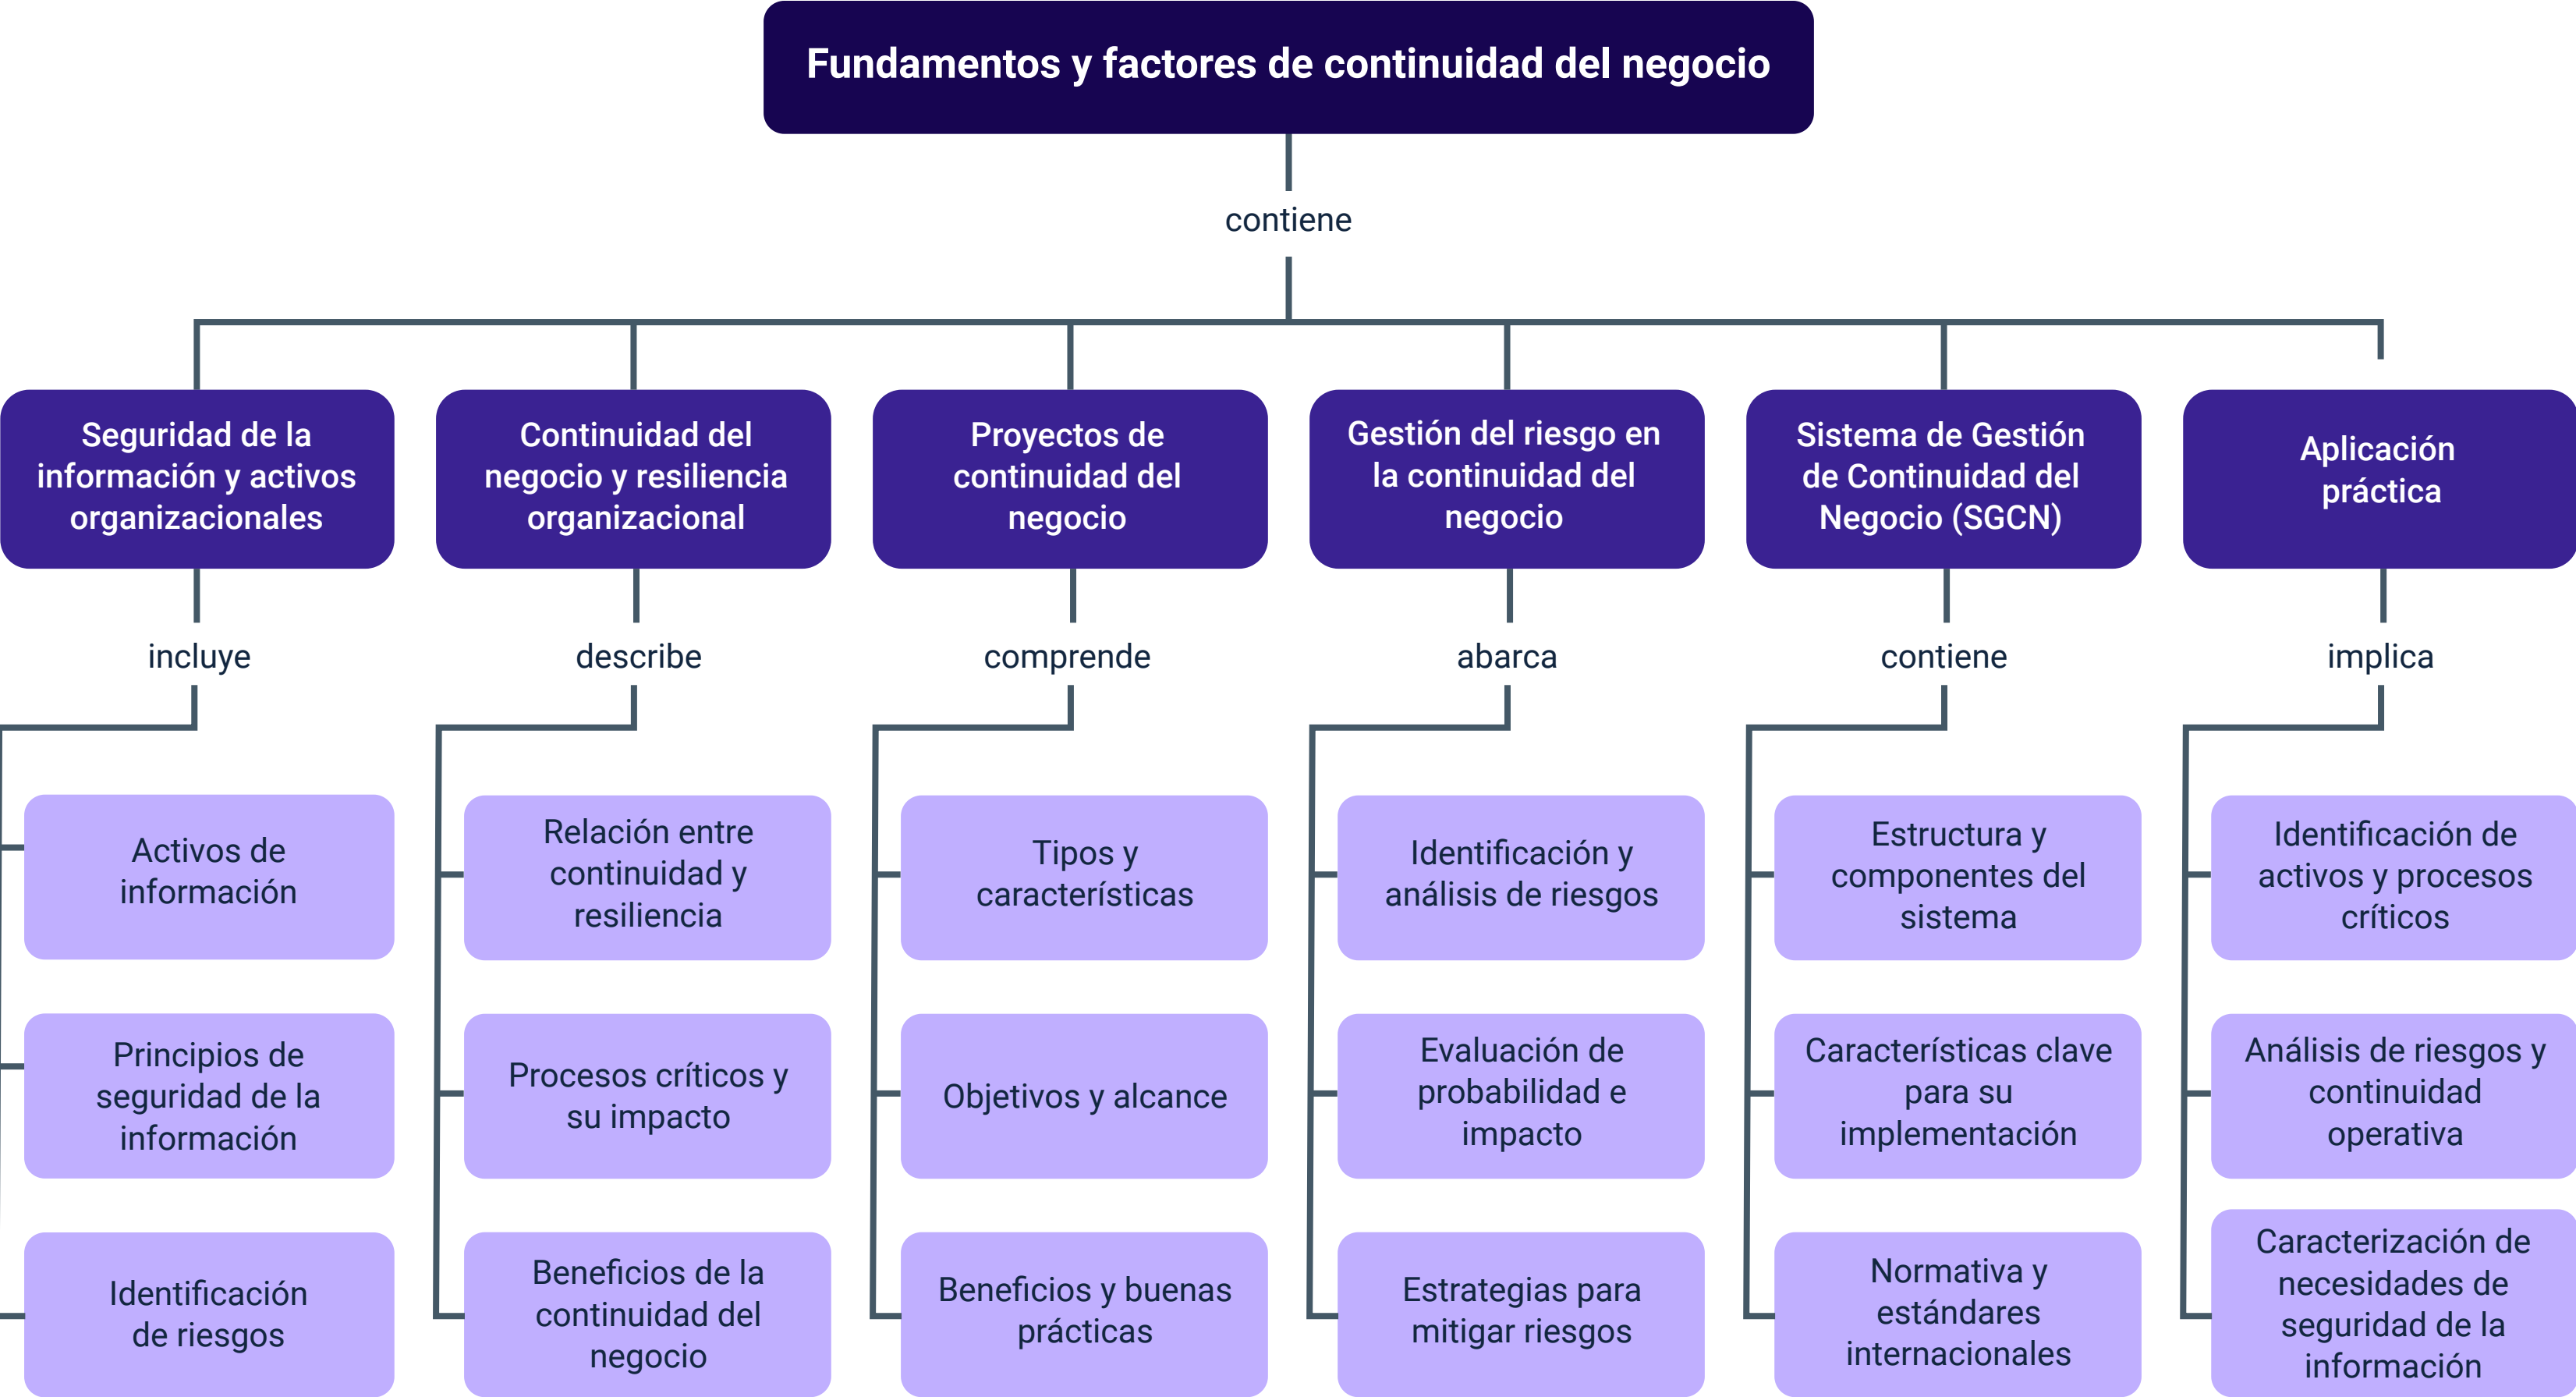 Fundamentos y factores de continuidad del negocio
contiene
Seguridad de la
información y activos
organizacionales
Continuidad del
negocio y resiliencia
organizacional
Proyectos de
continuidad del
negocio
Gestión del riesgo en
la continuidad del
negocio
Sistema de Gestión
de Continuidad del
Negocio (SGCN)
Aplicación
práctica
incluye
describe
comprende
abarca
contiene
implica
Activos de
información
Relación entre
continuidad y
resiliencia
Tipos y
características
Identificación y
análisis de riesgos
Estructura y
componentes del
sistema
Identificación de
activos y procesos
críticos
Principios de
seguridad de la
información
Procesos críticos y
su impacto
Objetivos y alcance
Evaluación de
probabilidad e
impacto
Características clave
para su
implementación
Análisis de riesgos y
continuidad
operativa
Identificación
de riesgos
Beneficios de la
continuidad del
negocio
Beneficios y buenas
prácticas
Estrategias para
mitigar riesgos
Normativa y
estándares
internacionales
Caracterización de
necesidades de
seguridad de la
información